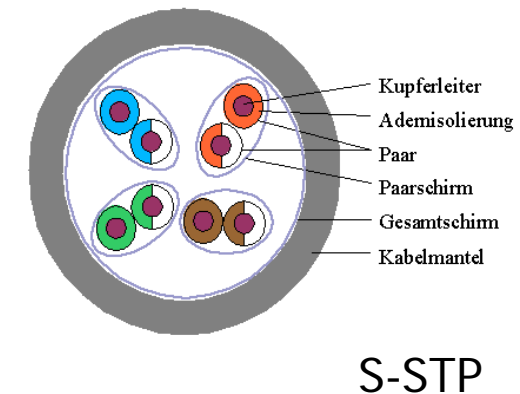 Kupferleiter
Ademisolierung
Paar
Paarschirm
Gesamtschirm
Kabelmantel
S-STP